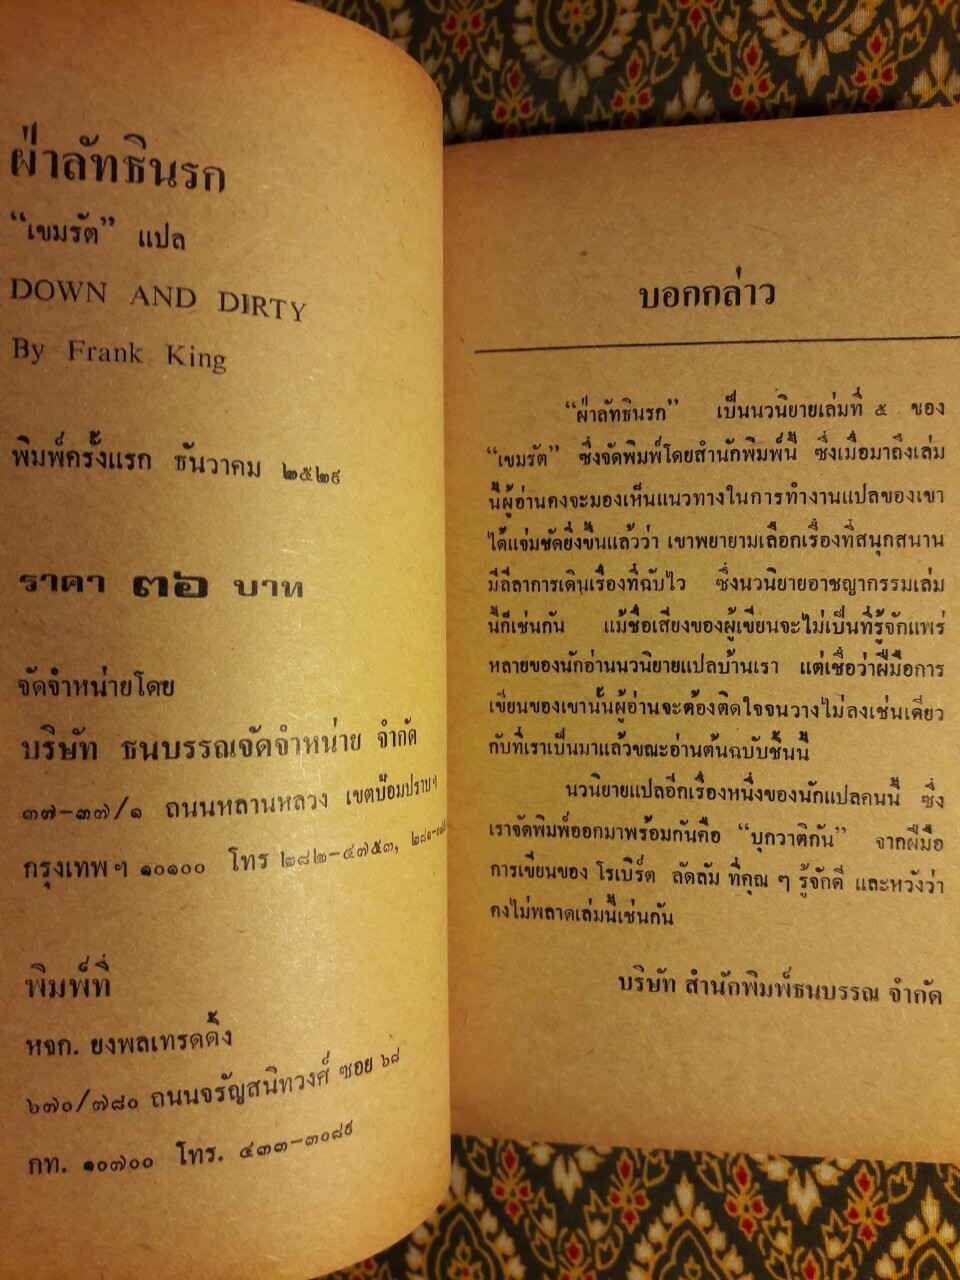 ฝ่าลัทธินรก
“เขมรัต” แปล
DOWN AND DIRTY
By Frank King
พิมพ์ครั้งแรก ธันวาคม ๒๕๒๙
ราคา ๓๖ บาท
จัดจำหน่ายโดย
บริษัท ธนบรรณจัดจำหน่าย จำกัด
๓๗-๓๗/๑ ถนนหลานหลวง เขตป้อมปราบฯ
กรุงเทพฯ ๑๐๑๐๐ โทร ๒๘๒-๔๗๕๓,
พิมพ์ที่
หจก. ยงพลเทรดดิ้ง
๖๗๐/๗๘๐ ถนนจรัญสนิทวงศ์ ซอย ๖๘
กท. ๑๐๗๐๐ โทร. ๔๓๓-๓๐๘๙
บอกกล่าว
“ฝ่าลัทธินรก” เป็นนวนิยายเล่มที่ ๕ ของ
“เขมรัต” ซึ่งจัดพิมพ์โดยสำนักพิมพ์นี้ ซึ่งเมื่อมาถึงเล่ม
นี้ผู้อ่านคงจะมองเห็นแนวทางในการทำงานแปลของเขา
ได้แจ่มชัดยิ่งขึ้นแล้วว่า เขาพยายามเลือกเรื่องที่สนุกสนาน
มีลีลาการเดินเรื่องที่ฉับไว ซึ่งนวนิยายอาชญากรรมเล่ม
นี้ก็เช่นกัน แม้ชื่อเสียงของผู้เขียนจะไม่เป็นที่รู้จักแพร่
หลายของนักอ่านนวนิยายแปลบ้านเรา แต่เชื่อว่าฝีมือการ
เขียนของเขานั้นผู้อ่านจะต้องติดใจจนวางไม่ลงเช่นเดียว
กับที่เราเป็นมาแล้วขณะอ่านต้นฉบับชิ้นนี้
นวนิยายแปลอีกเรื่องหนึ่งของนักแปลคนนี้ ซึ่ง
เราจัดพิมพ์ออกมาพร้อมกันคือ “บุกวาติกัน” จากฝีมือ
การเขียนของ โรเบิร์ต ลัดลัม ที่คุณ ๆ รู้จักดี และหวังว่า
คงไม่พลาดเล่มนี้เช่นกัน
บริษัท สำนักพิมพ์ธนบรรณ จำกัด